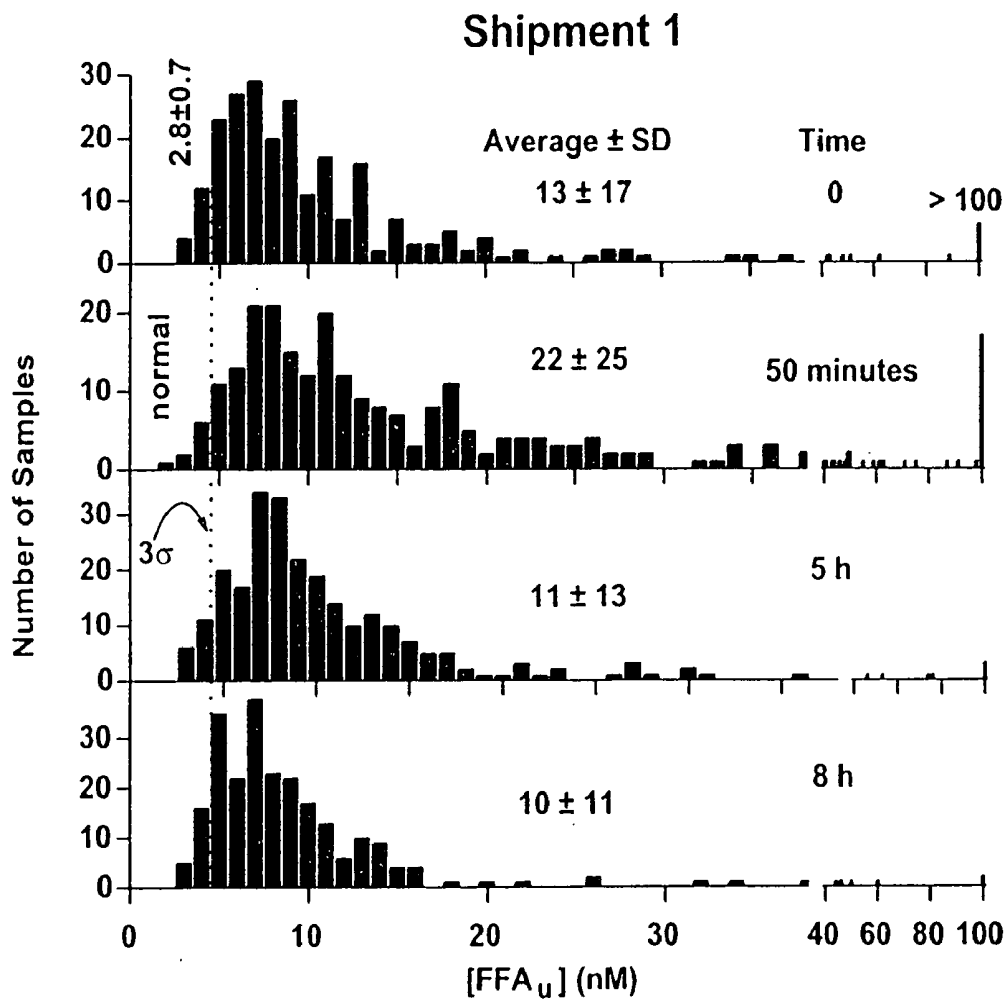 Shipment 1
30
20
10
0
2.8±0.7
Average ± SD
Time
13 ± 17
0
> 100
20
10
0
normal
22 ± 25
50 minutes
Number of Samples
30
20
10
0
3σ
11 ± 13
5 h
30
20
10
0
10 ± 11
8 h
0 10 20 30 40 60 80 100
[FFAu] (nM)